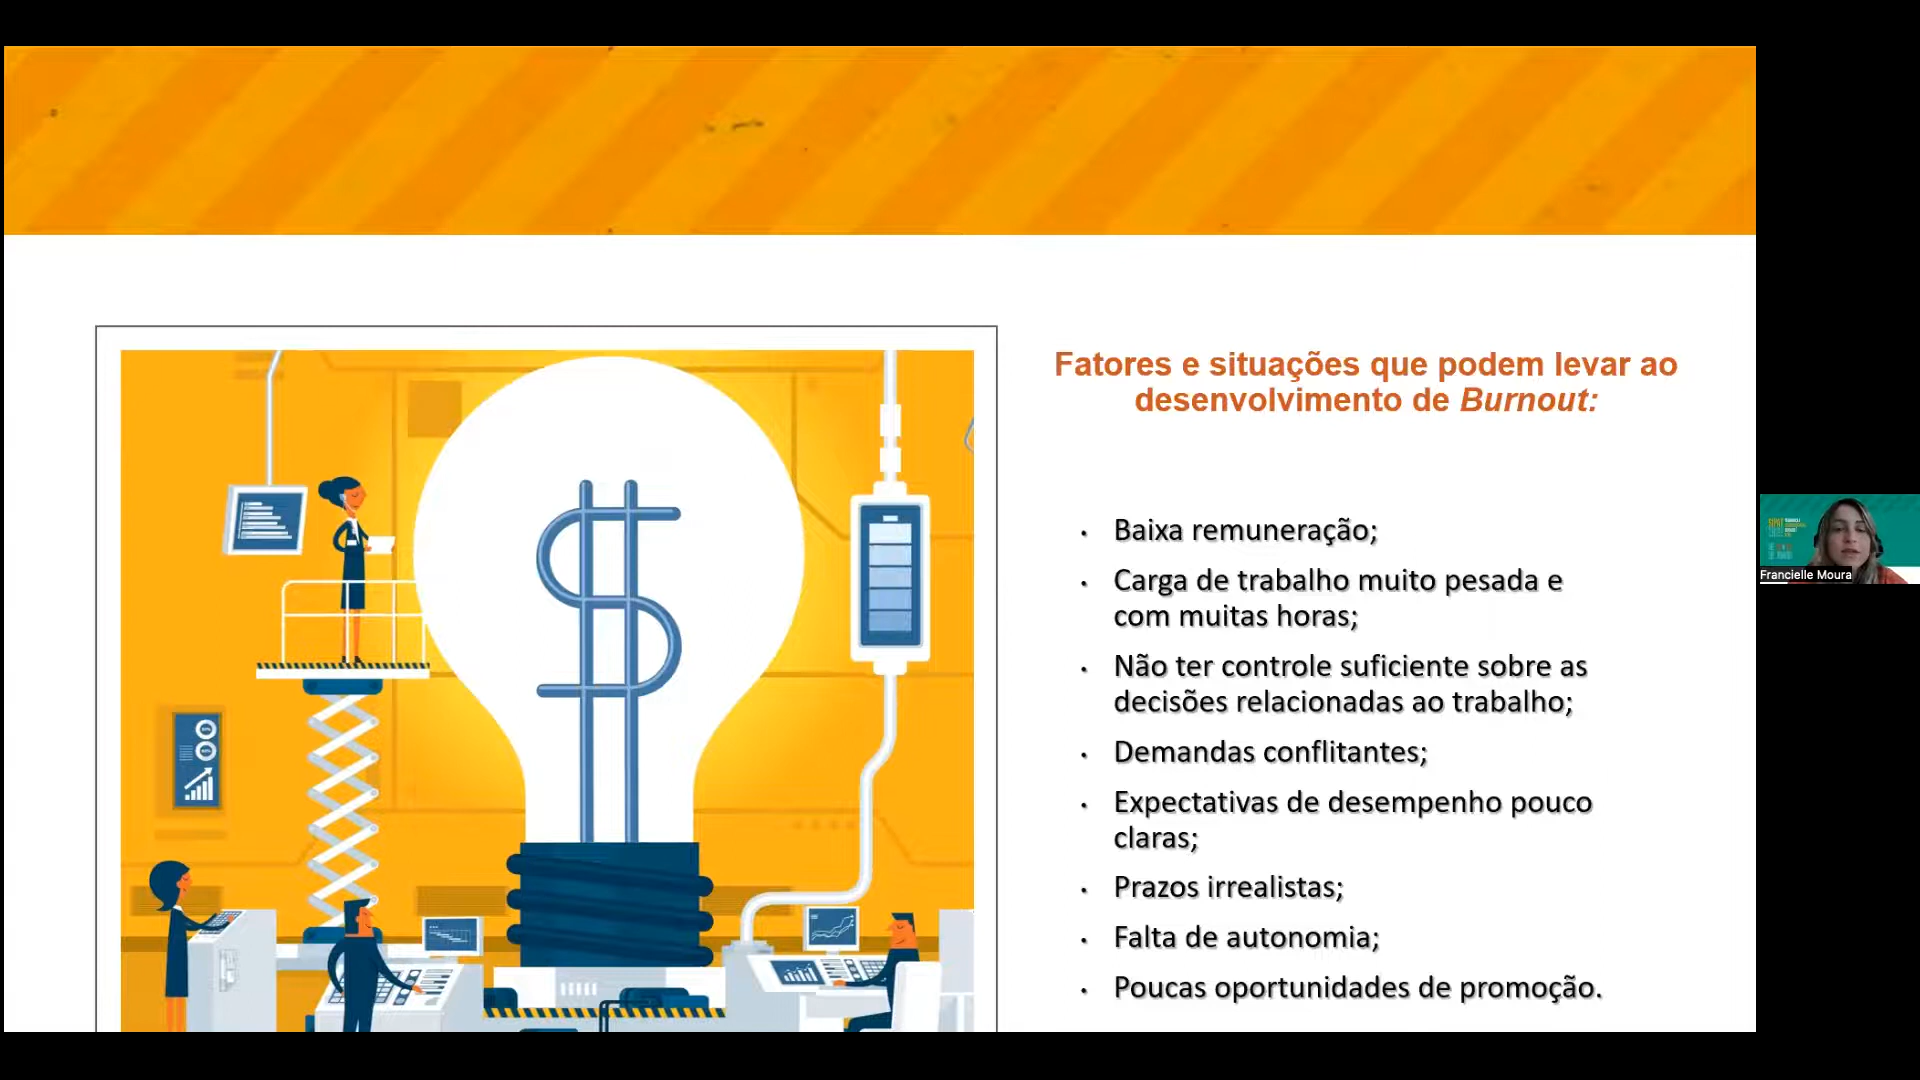 Fatores e situações que podem levar ao
desenvolvimento de Burnout:
• Baixa remuneração;
• Carga de trabalho muito pesada e
com muitas horas;
• Não ter controle suficiente sobre as
decisões relacionadas ao trabalho;
• Demandas conflitantes;
• Expectativas de desempenho pouco
claras;
• Prazos irrealistas;
• Falta de autonomia;
• Poucas oportunidades de promoção.
SIPAT
Francielle Moura